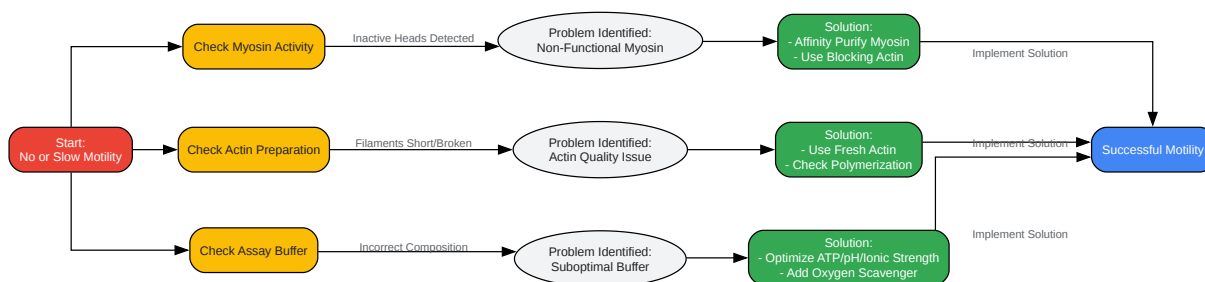 Start:
No or Slow Motility
Check Myosin Activity
Inactive Heads Detected
Problem Identified:
Non-Functional Myosin
Solution:
- Affinity Purify Myosin
- Use Blocking Actin
Implement Solution
Check Actin Preparation
Filaments Short/Broken
Problem Identified:
Actin Quality Issue
Solution:
- Use Fresh Actin
- Check Polymerization
Implement Solution
Successful Motility
Check Assay Buffer
Incorrect Composition
Problem Identified:
Suboptimal Buffer
Solution:
- Optimize ATP/pH/Ionic Strength
- Add Oxygen Scavenger
Implement Solution